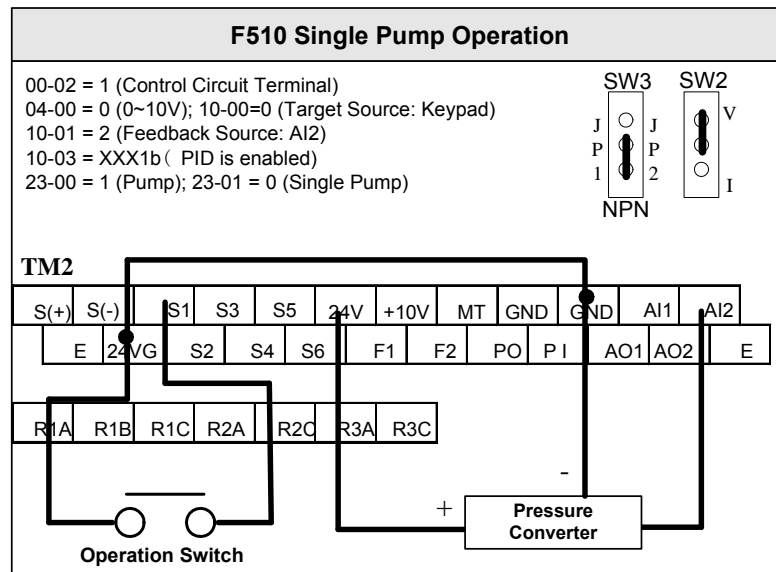 F510 Single Pump Operation
00-02 = 1 (Control Circuit Terminal)
04-00 = 0 (0~10V); 10-00=0 (Target Source: Keypad)
10-01 = 2 (Feedback Source: AI2)
10-03 = XXX1b( PID is enabled)
23-00 = 1 (Pump); 23-01 = 0 (Single Pump)
SW3 SW2
J J V
P P
1 2 I
NPN
TM2
S(+) S(-) S1 S3 S5 24V +10V MT GND GND AI1 AI2
E 24VG S2 S4 S6 F1 F2 PO P I AO1 AO2 E
R1A R1B R1C R2A R2C R3A R3C
-
+ Pressure
Converter
Operation Switch